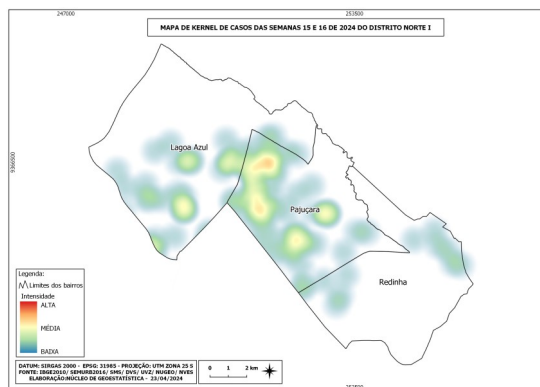 247000
253500
MAPA DE KERNEL DE CASOS DAS SEMANAS 15 E 16 DE 2024 DO DISTRITO NORTE I
9366500
Lagoa Azul
Pajuçara
Redinha
Legenda:
Limites dos bairros
Intensidade
ALTA
MÉDIA
BAIXA
DATUM: SIRGAS 2000 - EPSG: 31985 - PROJEÇÃO: UTM ZONA 25 S
FONTE: IBGE2010/ SEMURB2016/ SMS/ DVS/ UVZ/ NUGEO/ NVES
ELABORAÇÃO:NÚCLEO DE GEOESTATÍSTICA - 23/04/2024
0 1 2 km